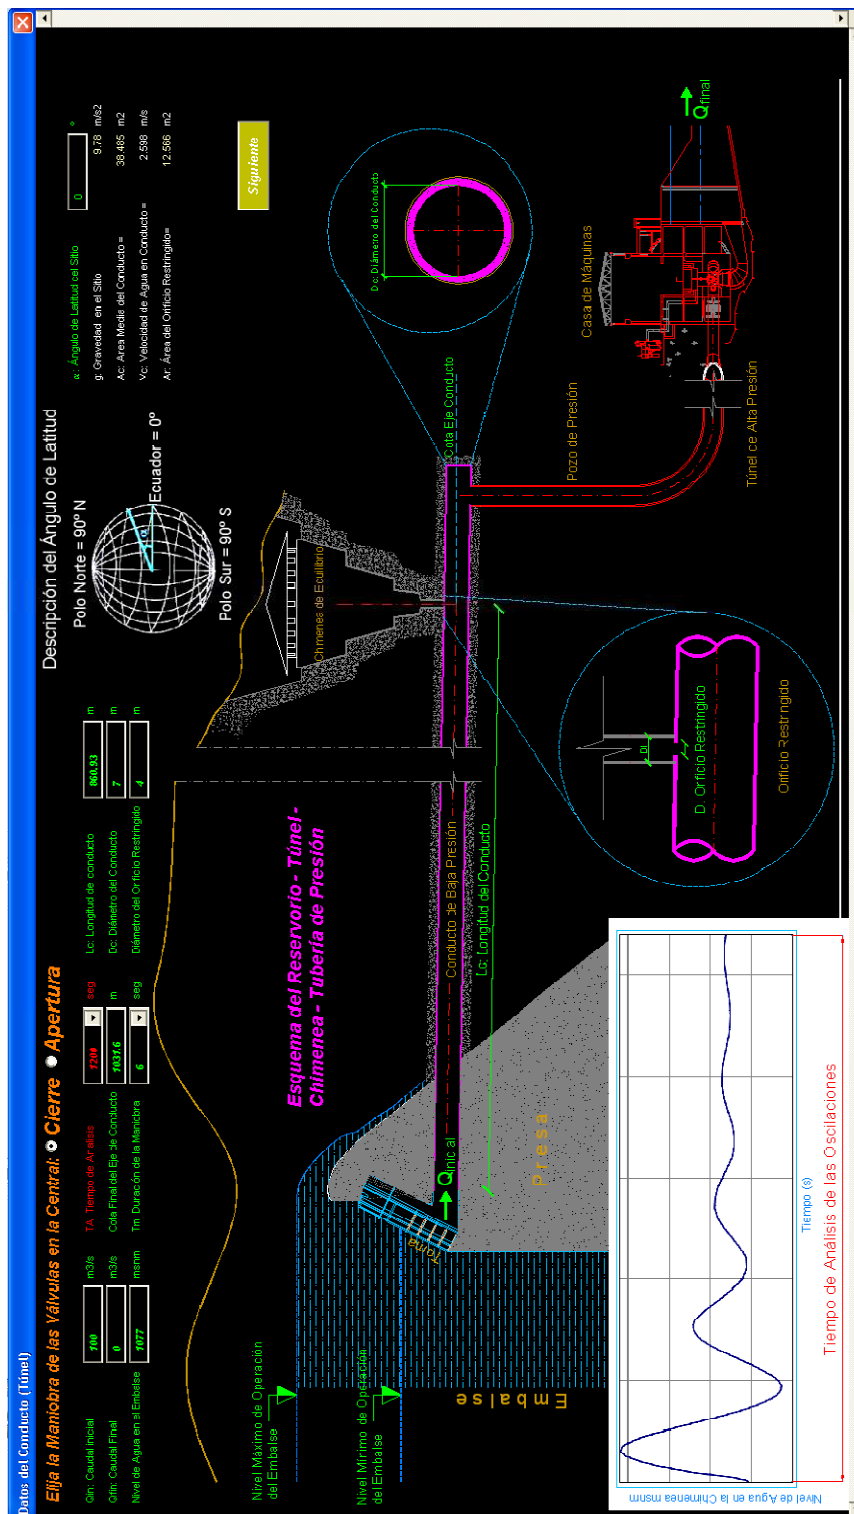 Datos del Conducto (Túnel)
Elija la Maniobra de las Válvulas en la Central: Cierre Apertura
Qin: Caudal Inicial 100 m3/s
Qfin: Caudal Final 0 m3/s
Nivel de Agua en el Embalse 1077 msnm
TA Tiempo de Análisis 1200 seg
Cota Final del Eje de Conducto 1031.6 m
Tm Duración de la Maniobra 6 seg
Lc: Longitud de conducto 860.93 m
Dc: Diámetro del Conducto 7 m
Diámetro del Orificio Restringido 4 m
Descripción del Ángulo de Latitud
Polo Norte = 90º N
α
Ecuador = 0º
Polo Sur = 90º S
α: Ángulo de Latitud del Sitio 0 °
g: Gravedad en el Sitio 9.78 m/s2
Ac: Area Media del Conducto = 38.485 m2
Vc: Velocidad de Agua en Conducto = 2.598 m/s
Ar: Área del Orificio Restringido= 12.566 m2
Siguiente
Esquema del Reservorio - Túnel -
Chimenea - Tubería de Presión
Nivel Máximo de Operación
del Embalse
Nivel Mínimo de Operación
del Embalse
Embalse
Toma
Qinicial
Presa
Conducto de Baja Presión
Lc: Longitud del Conducto
Chimenea de Equilibrio
Cota Eje Conducto
Dc: Diámetro del Conducto
DI
D. Orificio Restringido
Orificio Restringido
Pozo de Presión
Túnel de Alta Presión
Casa de Máquinas
Qfinal
Nivel de Agua en la Chimenea msnm
Tiempo (s)
Tiempo de Análisis de las Oscilaciones